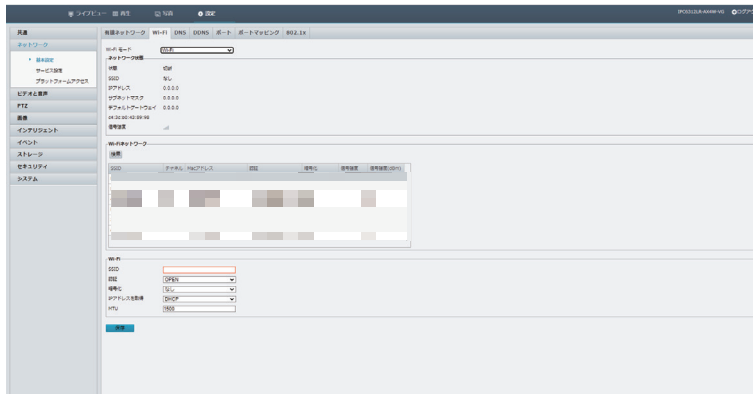 ライブビュー 再生 写真 設定 IPC6312LR-AX4W-VG ログアウト
共通
ネットワーク
基本設定
サービス設定
プラットフォームアクセス
ビデオと音声
PTZ
画像
インテリジェント
イベント
ストレージ
セキュリティ
システム
有線ネットワーク Wi-Fi DNS DDNS ポート ポートマッピング 802.1x
Wi-Fi モード Wi-Fi
ネットワーク状態
状態 切断
SSID なし
IPアドレス 0.0.0.0
サブネットマスク 0.0.0.0
デフォルトゲートウェイ 0.0.0.0
信号強度
Wi-Fiネットワーク
検索
SSID チャネル Macアドレス 認証 暗号化 信号強度 信号強度(dBm)
Wi-Fi
SSID
認証 OPEN
暗号化 なし
IPアドレスを取得 DHCP
MTU 1500